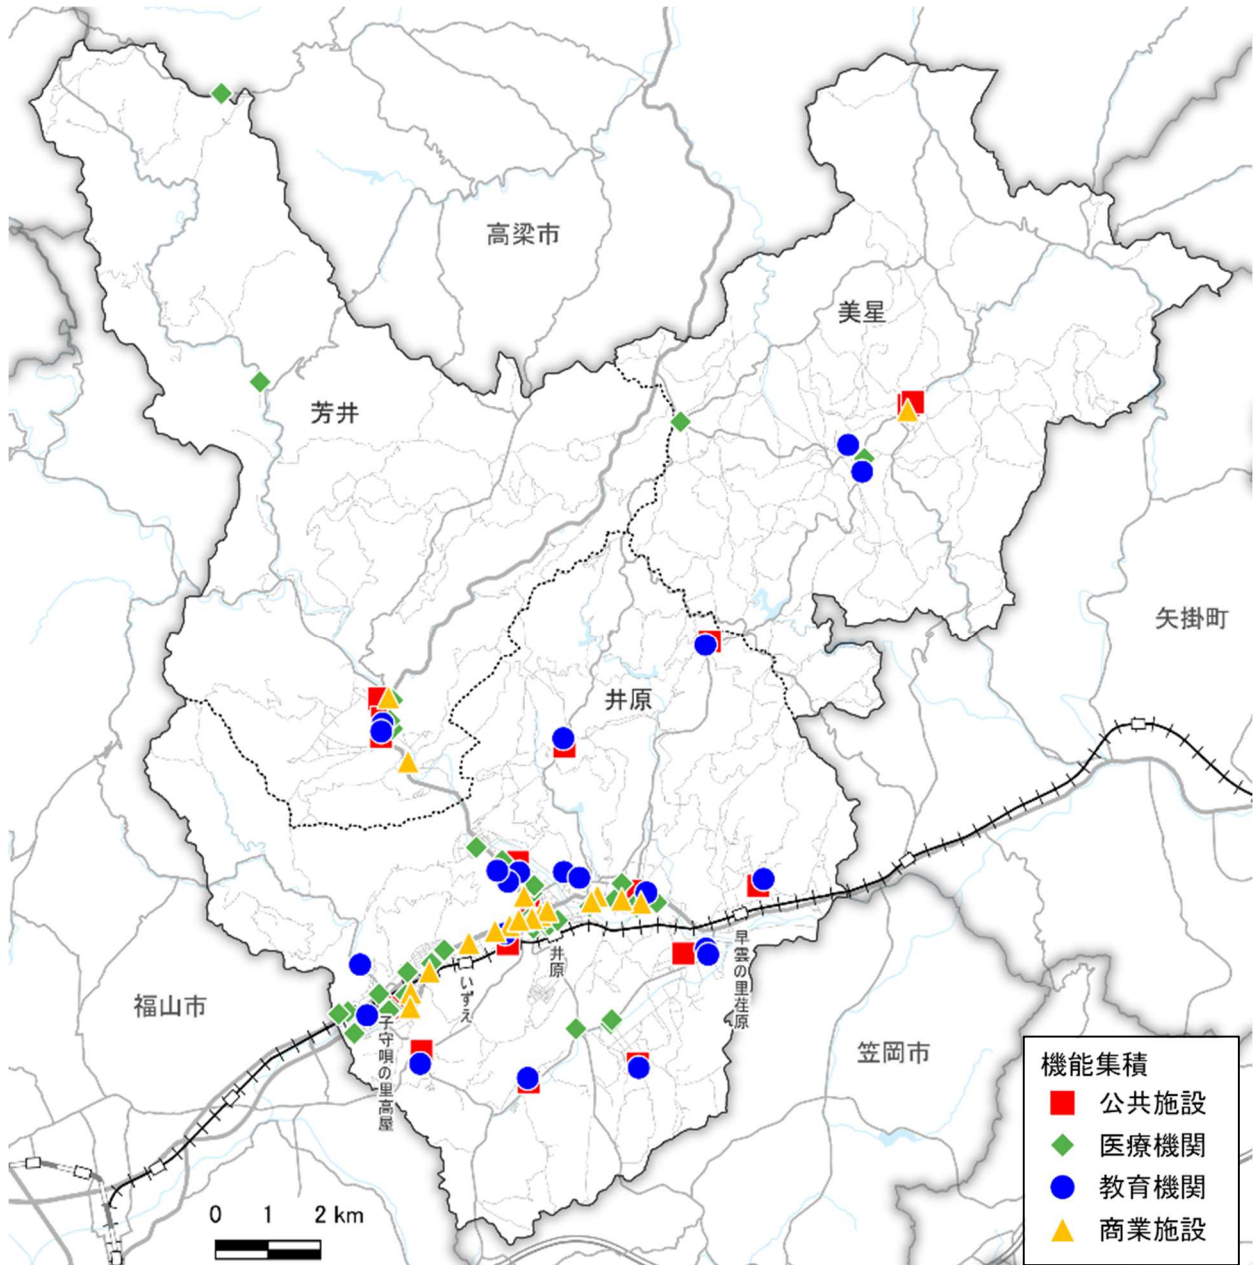 高梁市
美星
芳井
矢掛町
井原
井原
いずえ
早雲の里荏原
子守唄の里高屋
福山市
笠岡市
0 1 2 km
機能集積
公共施設
医療機関
教育機関
商業施設